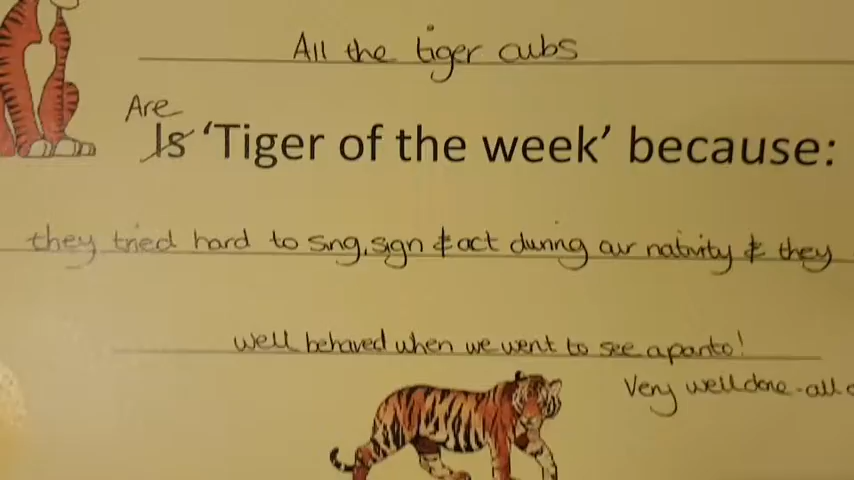 All the tiger cubs
Are
Is 'Tiger of the week' because:
they tried hard to sing, sign & act during our nativity & they
well behaved when we went to see a panto!
Very well done - all